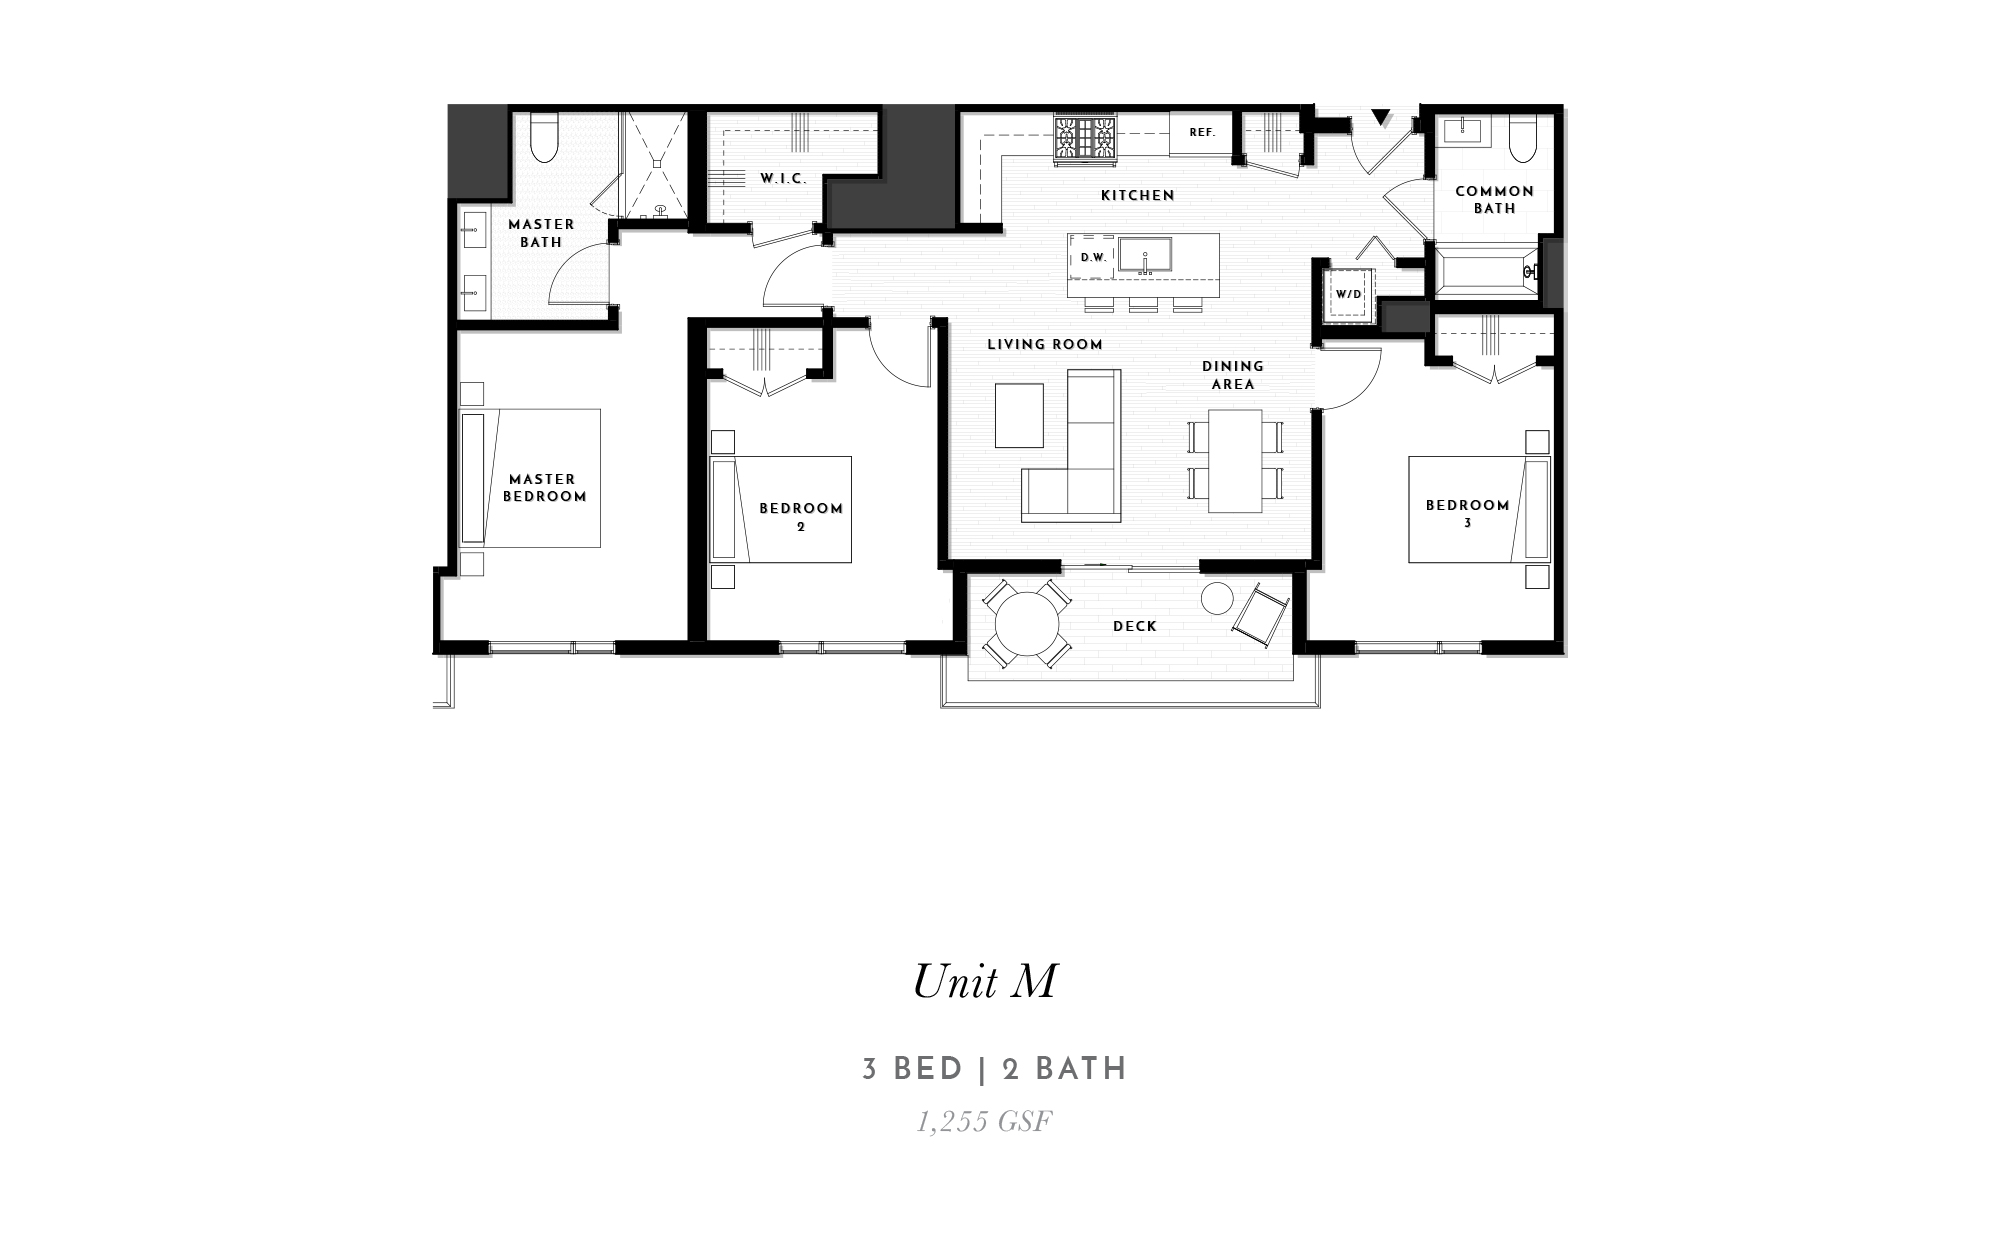 REF.
W.I.C.
KITCHEN
COMMON
BATH
MASTER
BATH
D.W.
W/D
LIVING ROOM
DINING
AREA
MASTER
BEDROOM
BEDROOM
2
BEDROOM
3
DECK
Unit M
3 BED | 2 BATH
1,255 GSF